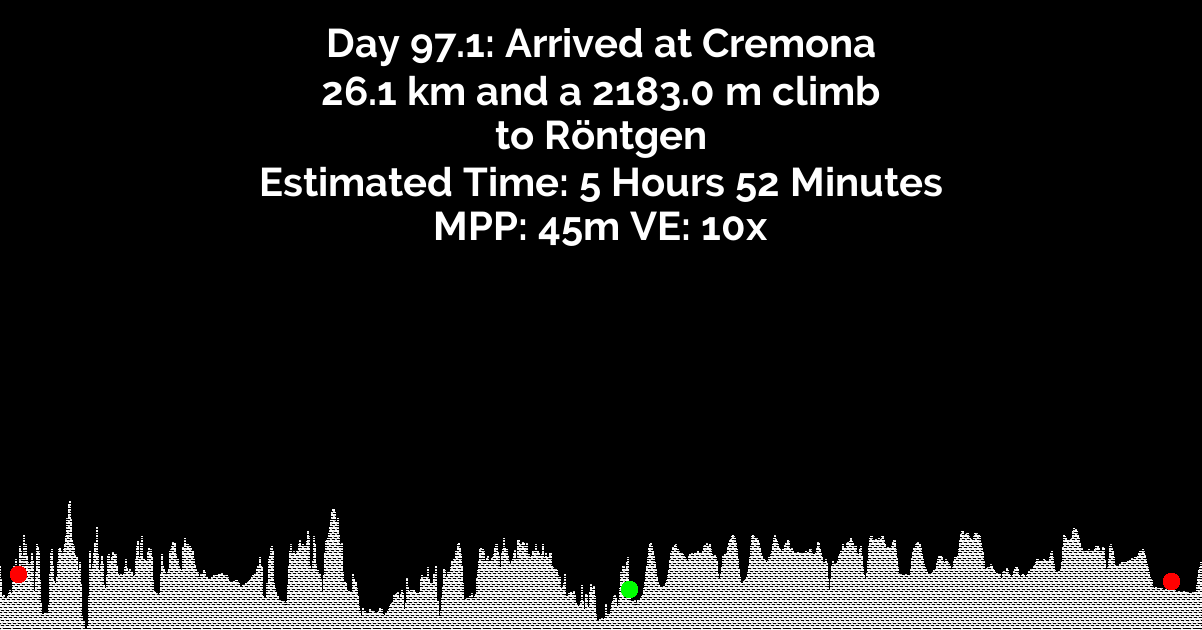 Day 97.1: Arrived at Cremona
26.1 km and a 2183.0 m climb
to Röntgen
Estimated Time: 5 Hours 52 Minutes
MPP: 45m VE: 10x